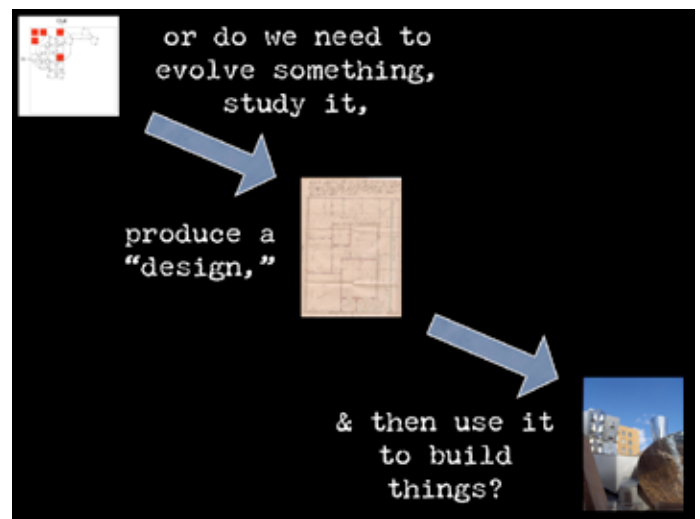 or do we need to
evolve something,
study it,
produce a
“design,”
& then use it
to build
things?